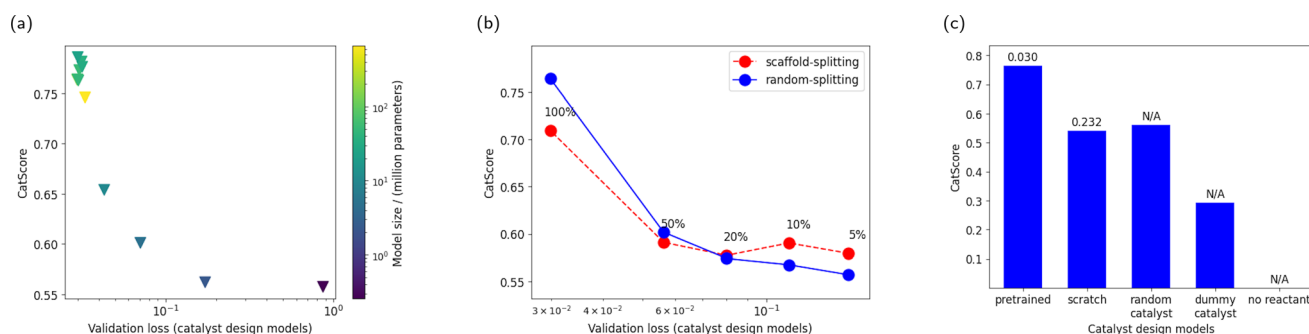 (a)
CatScore
0.75
0.70
0.65
0.60
0.55
10⁻¹
10⁰
Validation loss (catalyst design models)
10²
10¹
10⁰
Model size / (million parameters)
(b)
CatScore
0.75
0.70
0.65
0.60
0.55
scaffold-splitting
random-splitting
100%
50%
20%
10%
5%
3 × 10⁻² 4 × 10⁻² 6 × 10⁻² 10⁻¹
Validation loss (catalyst design models)
(c)
CatScore
0.8
0.7
0.6
0.5
0.4
0.3
0.2
0.1
0.030
0.232
N/A
N/A
N/A
pretrained scratch random dummy no reactant
catalyst catalyst
Catalyst design models